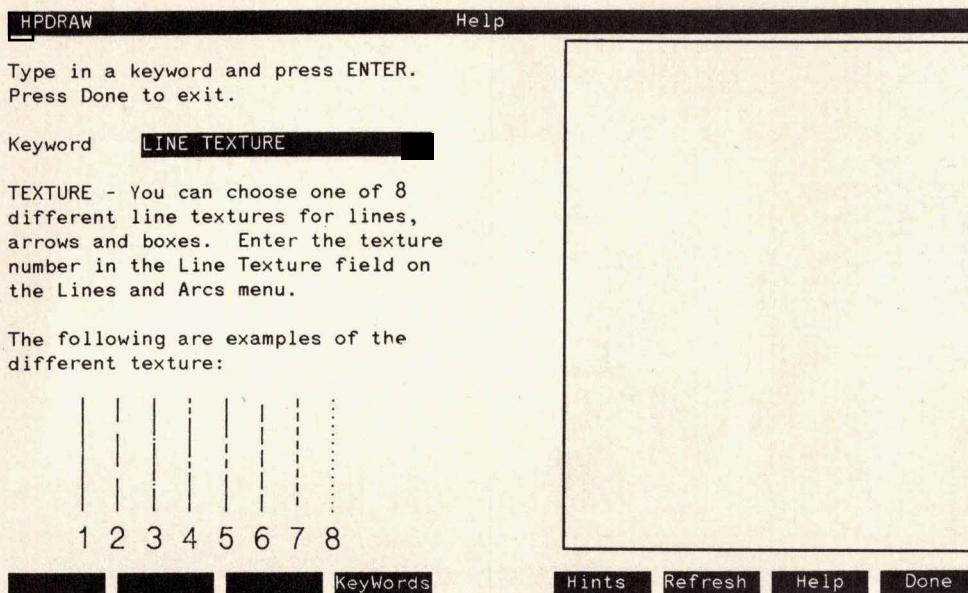 HPDRAW Help
Type in a keyword and press ENTER.
Press Done to exit.
Keyword LINE TEXTURE
TEXTURE - You can choose one of 8
different line textures for lines,
arrows and boxes. Enter the texture
number in the Line Texture field on
the Lines and Arcs menu.
The following are examples of the
different texture:
1 2 3 4 5 6 7 8
KeyWords Hints Refresh Help Done